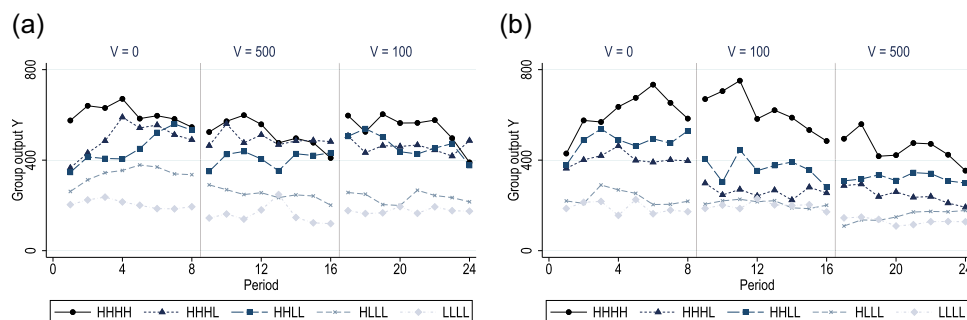 (a)
V = 0
V = 500
V = 100
Group output Y
800
400
0
0
4
8
12
16
20
24
Period
HHHH
HHHL
HHLL
HLLL
LLLL
(b)
V = 0
V = 100
V = 500
Group output Y
800
400
0
0
4
8
12
16
20
24
Period
HHHH
HHHL
HHLL
HLLL
LLLL